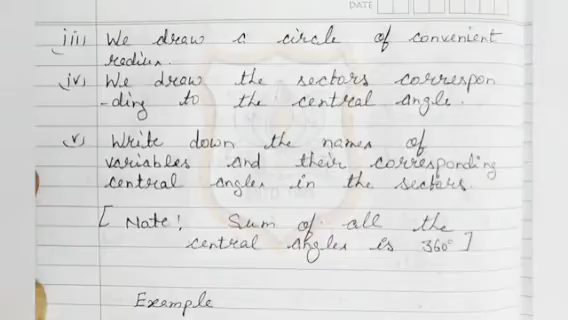 DATE
iii) We draw a circle of convenient
radius.
iv) We draw the sectors correspon
-ding to the central angle.
v) Write down the names of
variables and their corresponding
central angles in the sectors.
[ Note! Sum of all the
central angles is 360° ]
Example